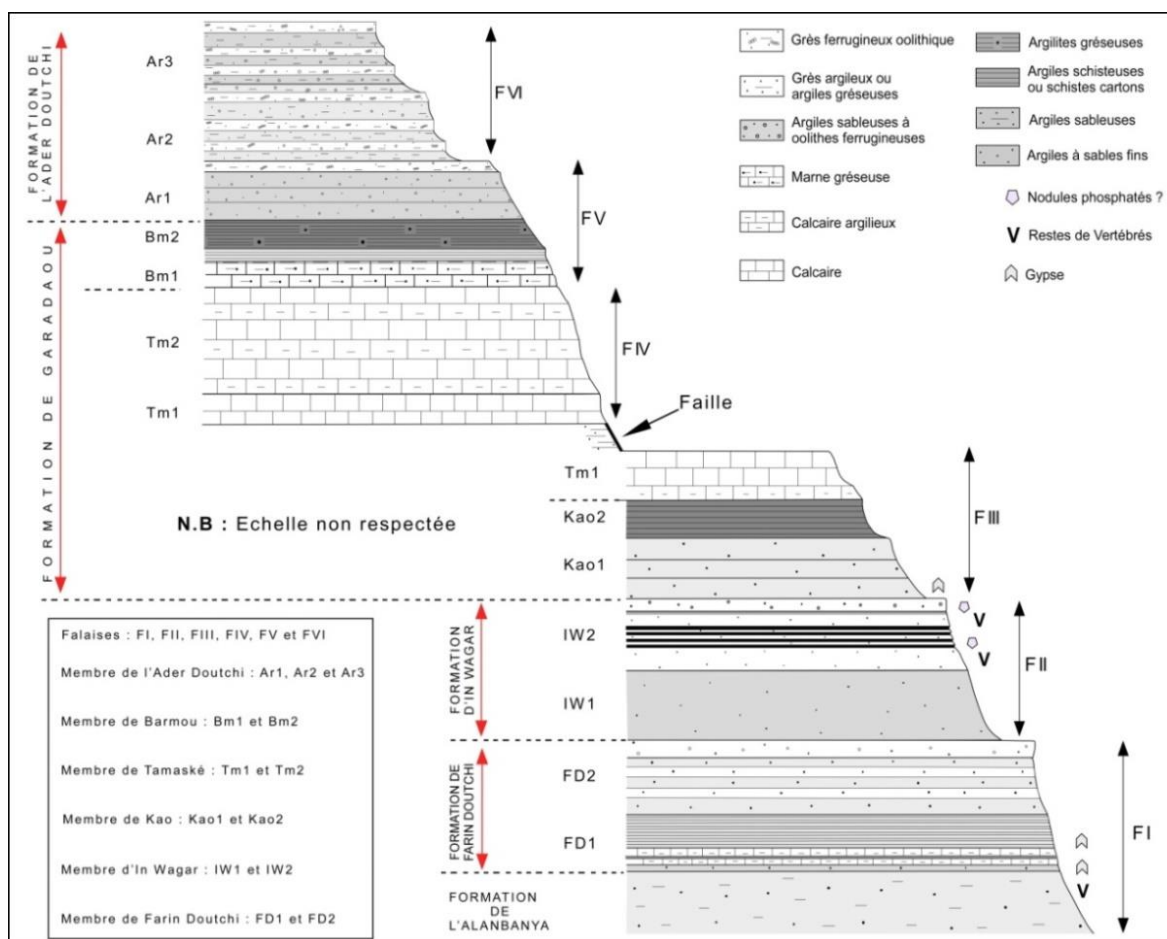 FORMATION DE
L'ADER DOUTCHI
Ar3
Ar2
Ar1
FVI
FV
FORMATION DE GARADAOU
Bm2
Bm1
Tm2
Tm1
FIV
Faille
Tm1
Kao2
Kao1
FIII
N.B : Echelle non respectée
FORMATION
D'IN WAGAR
IW2
IW1
V
V
FII
FORMATION DE
FARIN DOUTCHI
FD2
FD1
V
FI
FORMATION
DE
L'ALANBANYA
Grès ferrugineux oolithique
Grès argileux ou
argiles gréseuses
Argiles sableuses à
oolithes ferrugineuses
Marne gréseuse
Calcaire argilieux
Calcaire
Argilites gréseuses
Argiles schisteuses
ou schistes cartons
Argiles sableuses
Argiles à sables fins
Nodules phosphatés ?
V Restes de Vertébrés
Gypse
Falaises : FI, FII, FIII, FIV, FV et FVI
Membre de l'Ader Doutchi : Ar1, Ar2 et Ar3
Membre de Barmou : Bm1 et Bm2
Membre de Tamaské : Tm1 et Tm2
Membre de Kao : Kao1 et Kao2
Membre d'In Wagar : IW1 et IW2
Membre de Farin Doutchi : FD1 et FD2